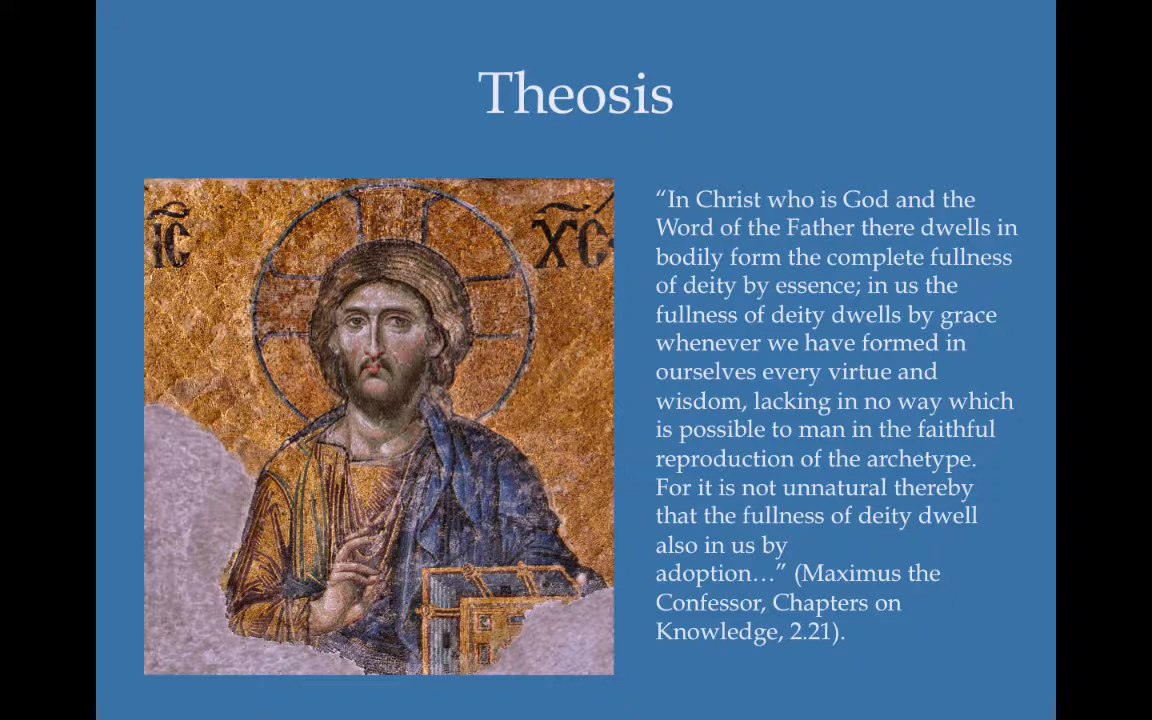 Theosis
ΙC
ΧC
“In Christ who is God and the
Word of the Father there dwells in
bodily form the complete fullness
of deity by essence; in us the
fullness of deity dwells by grace
whenever we have formed in
ourselves every virtue and
wisdom, lacking in no way which
is possible to man in the faithful
reproduction of the archetype.
For it is not unnatural thereby
that the fullness of deity dwell
also in us by
adoption…” (Maximus the
Confessor, Chapters on
Knowledge, 2.21).